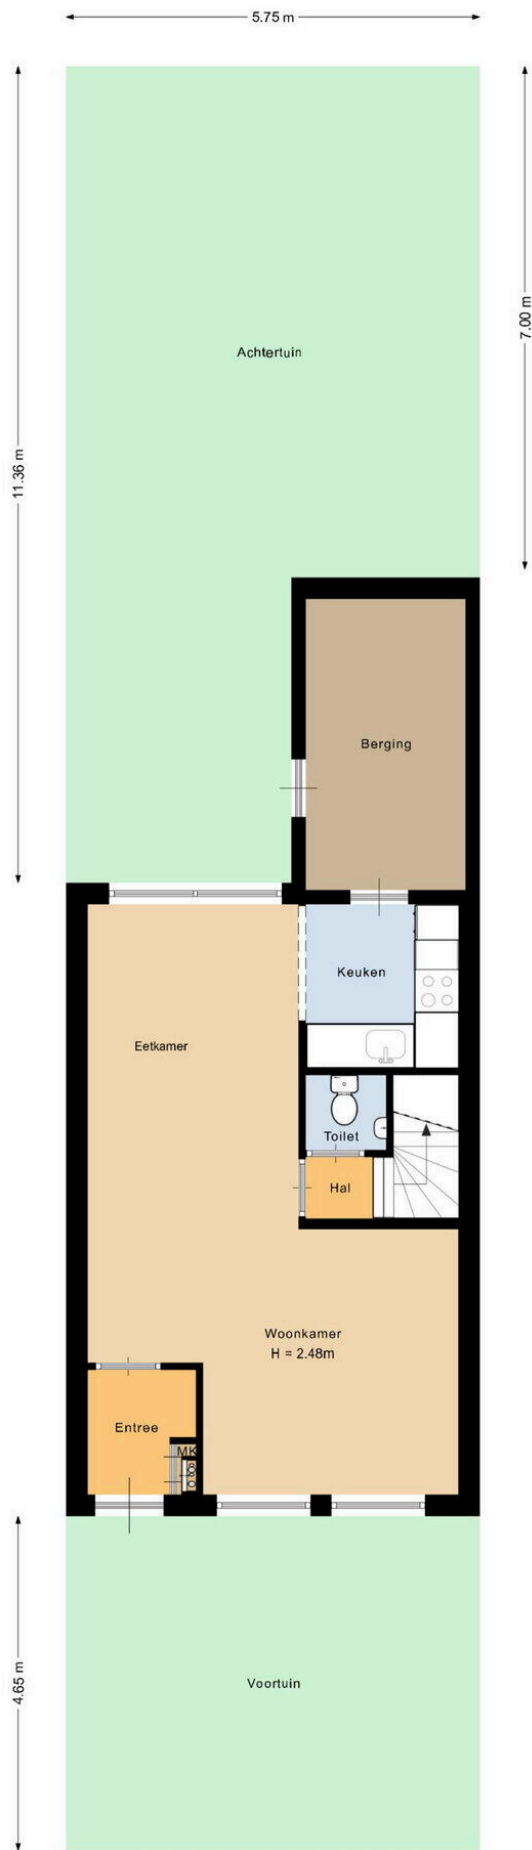 5.75 m
7.00 m
Achtertuin
11.36 m
Berging
Keuken
Eetkamer
Toilet
Hal
Woonkamer
H = 2.48m
Entree
MK
4.65 m
Voortuin